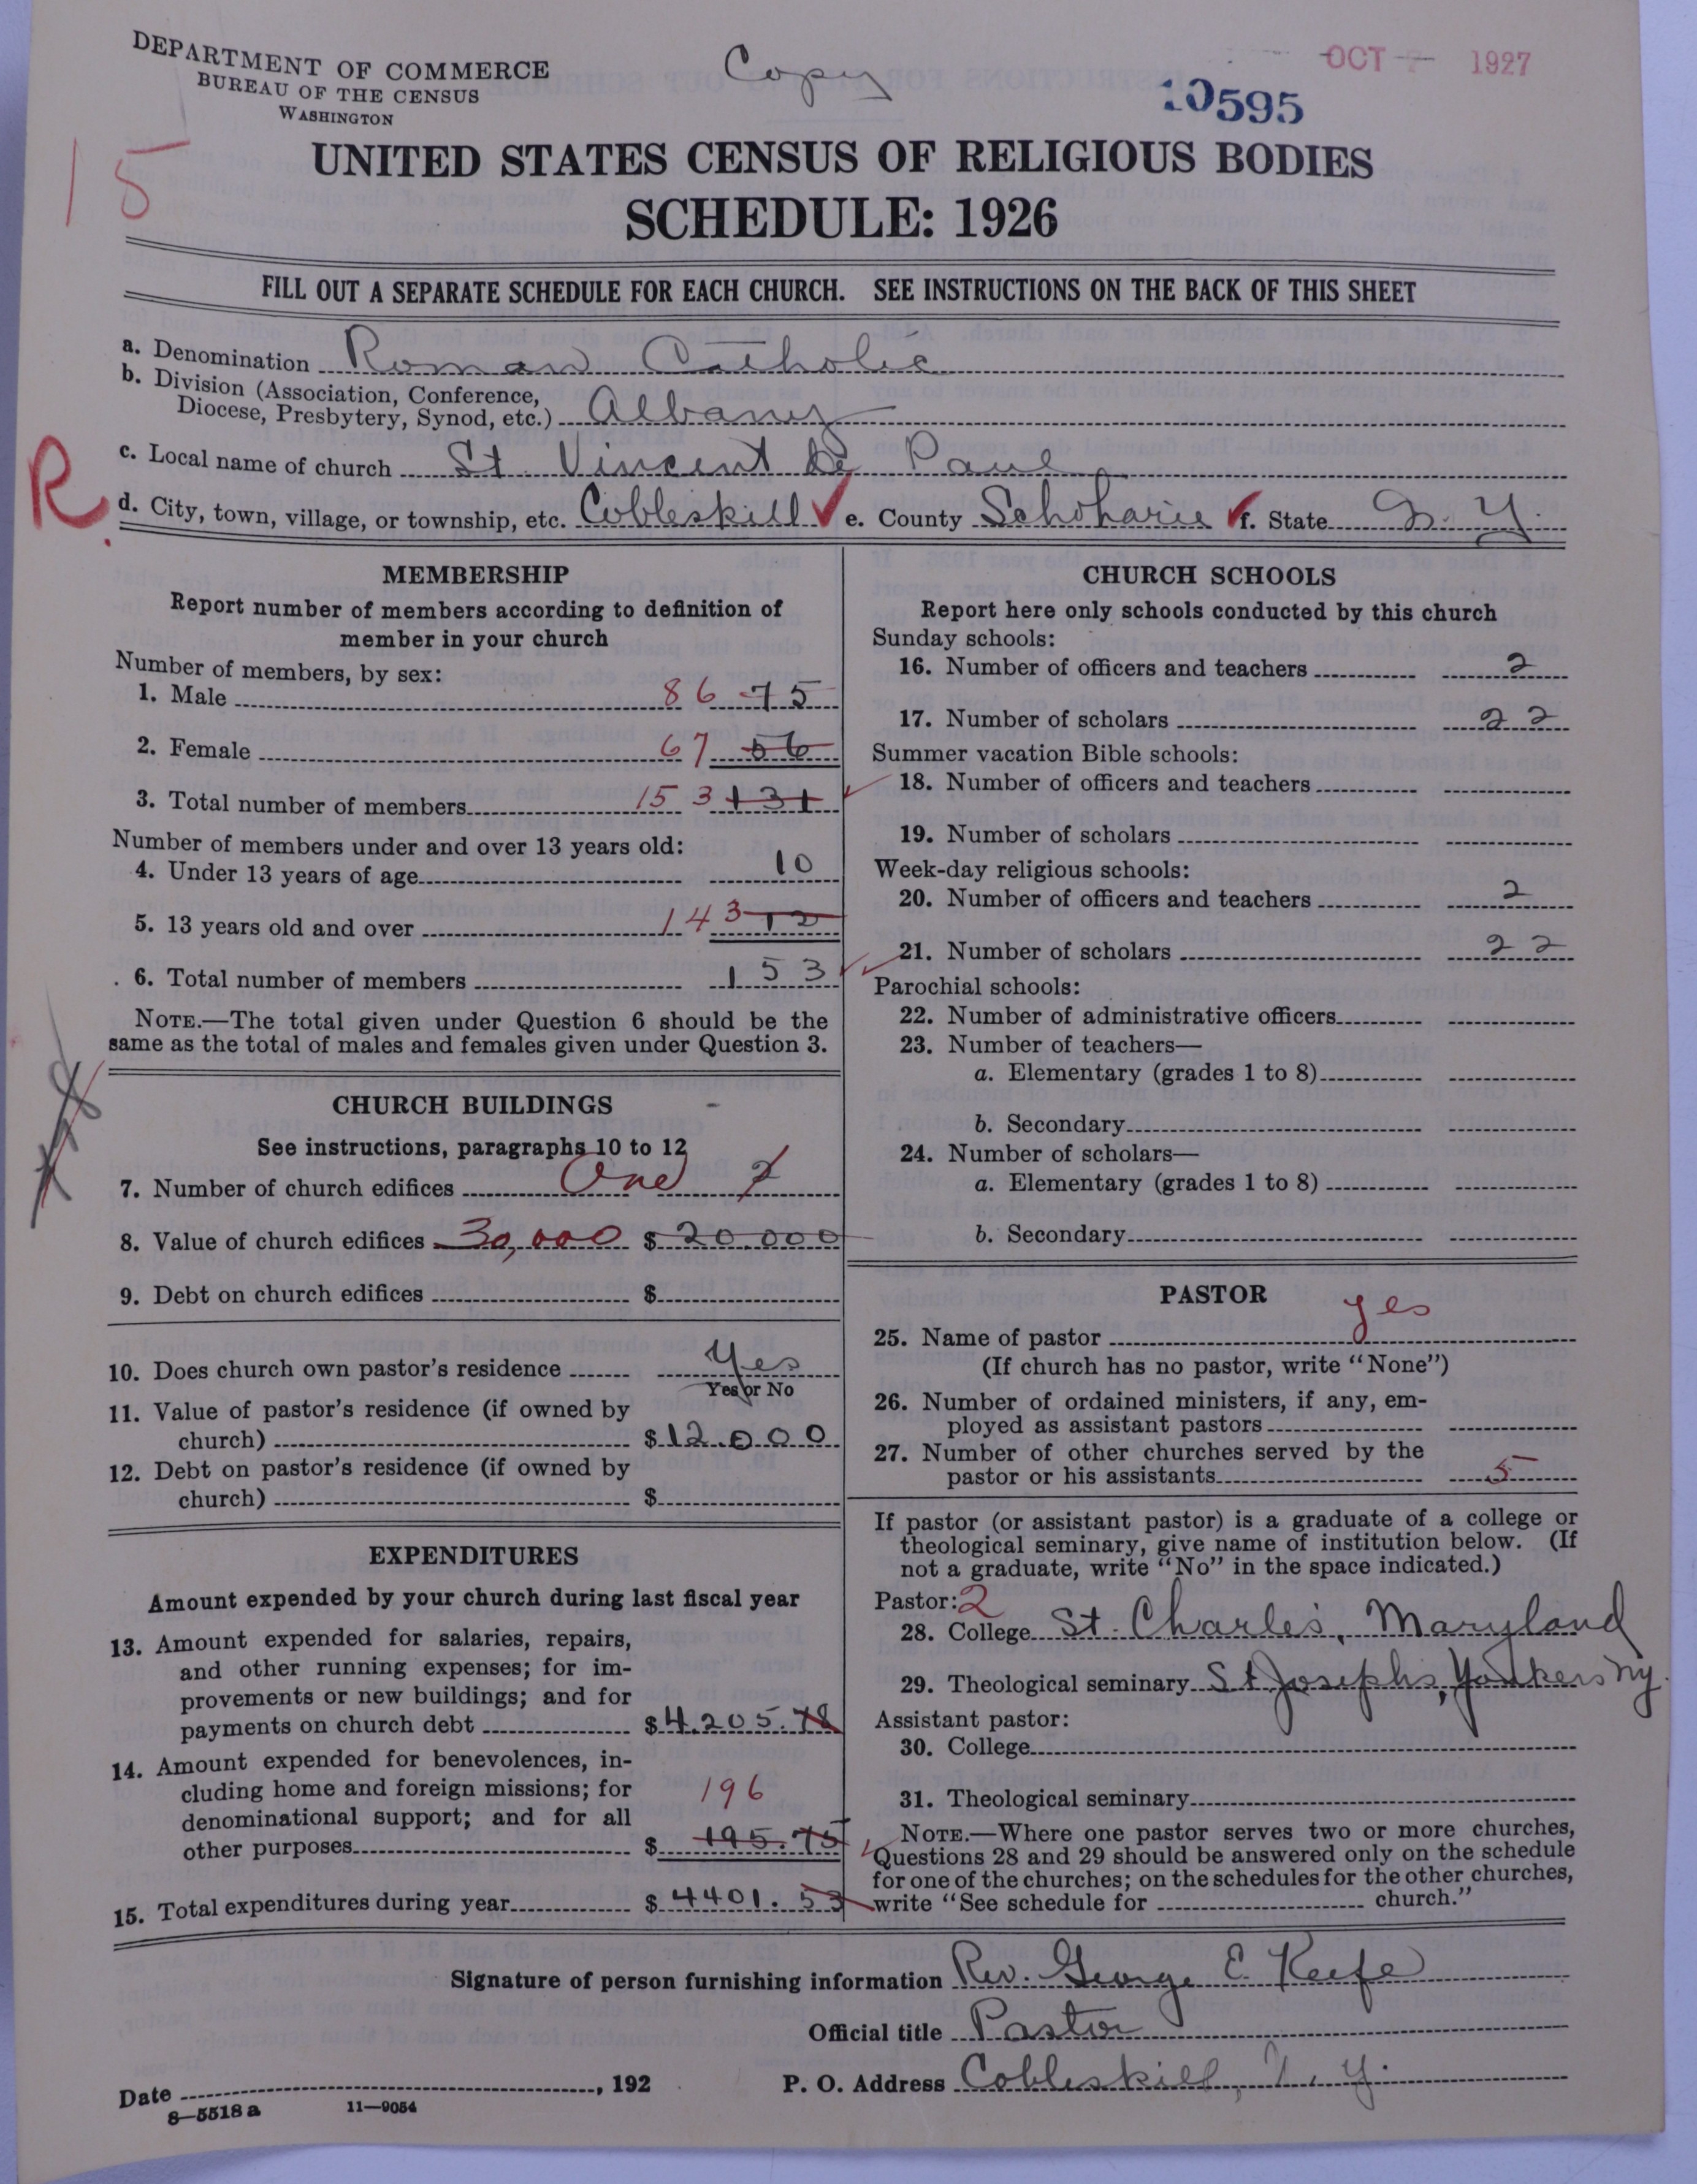 DEPARTMENT OF COMMERCE
BUREAU OF THE CENSUS
WASHINGTON
Copy
OCT 1927
10595
15
UNITED STATES CENSUS OF RELIGIOUS BODIES
SCHEDULE: 1926
FILL OUT A SEPARATE SCHEDULE FOR EACH CHURCH. SEE INSTRUCTIONS ON THE BACK OF THIS SHEET
a. Denomination Roman Catholic
b. Division (Association, Conference,
Diocese, Presbytery, Synod, etc.) Albany
c. Local name of church St. Vincent de Paul
R.
d. City, town, village, or township, etc. Cobleskill e. County Schoharie f. State N. Y.
MEMBERSHIP
Report number of members according to definition of
member in your church
Number of members, by sex:
1. Male 86 75
2. Female 67 56
3. Total number of members 153 131
Number of members under and over 13 years old:
4. Under 13 years of age 10
5. 13 years old and over 143 12
6. Total number of members 153
NOTE.—The total given under Question 6 should be the
same as the total of males and females given under Question 3.
CHURCH BUILDINGS
See instructions, paragraphs 10 to 12
7. Number of church edifices One 2
8. Value of church edifices 30,000 $ 20.000
9. Debt on church edifices $
10. Does church own pastor's residence Yes
Yes or No
11. Value of pastor's residence (if owned by
church) $12.000
12. Debt on pastor's residence (if owned by
church) $
EXPENDITURES
Amount expended by your church during last fiscal year
13. Amount expended for salaries, repairs,
and other running expenses; for im-
provements or new buildings; and for
payments on church debt $4.205.78
14. Amount expended for benevolences, in-
cluding home and foreign missions; for
denominational support; and for all
196
other purposes $ 195.75
15. Total expenditures during year $ 4401.53
CHURCH SCHOOLS
Report here only schools conducted by this church
Sunday schools:
16. Number of officers and teachers 2
17. Number of scholars 22
Summer vacation Bible schools:
18. Number of officers and teachers
19. Number of scholars
Week-day religious schools:
20. Number of officers and teachers 2
21. Number of scholars 22
Parochial schools:
22. Number of administrative officers
23. Number of teachers—
a. Elementary (grades 1 to 8)
b. Secondary
24. Number of scholars—
a. Elementary (grades 1 to 8)
b. Secondary
PASTOR
25. Name of pastor yes
(If church has no pastor, write "None")
26. Number of ordained ministers, if any, em-
ployed as assistant pastors
27. Number of other churches served by the
pastor or his assistants 5
If pastor (or assistant pastor) is a graduate of a college or
theological seminary, give name of institution below. (If
not a graduate, write "No" in the space indicated.)
Pastor: 2
28. College St. Charles', Maryland
29. Theological seminary St Josephs, Yonkers NY.
Assistant pastor:
30. College
31. Theological seminary
NOTE.—Where one pastor serves two or more churches,
Questions 28 and 29 should be answered only on the schedule
for one of the churches; on the schedules for the other churches,
write "See schedule for church."
Signature of person furnishing information Rev. George E. Keefe
Official title Pastor
Date , 192 P. O. Address Cobleskill, N. Y.
8—5518 a 11—9054